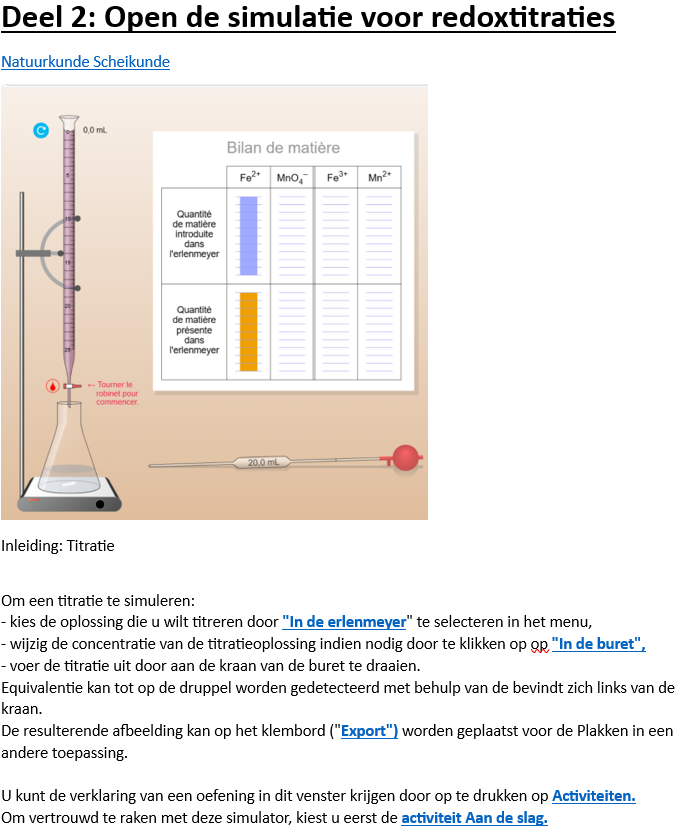 Deel 2: Open de simulatie voor redoxtitraties
Natuurkunde Scheikunde
0,0 mL
Bilan de matière
Fe²⁺ MnO₄⁻ Fe³⁺ Mn²⁺
Quantité
de matière
introduite
dans
l'erlenmeyer
Quantité
de matière
présente
dans
l'erlenmeyer
← Tourner le
robinet pour
commencer.
20.0 mL
Inleiding: Titratie
Om een titratie te simuleren:
- kies de oplossing die u wilt titreren door "In de erlenmeyer" te selecteren in het menu,
- wijzig de concentratie van de titratieoplossing indien nodig door te klikken op op "In de buret",
- voer de titratie uit door aan de kraan van de buret te draaien.
Equivalentie kan tot op de druppel worden gedetecteerd met behulp van de bevindt zich links van de
kraan.
De resulterende afbeelding kan op het klembord ("Export") worden geplaatst voor de Plakken in een
andere toepassing.
U kunt de verklaring van een oefening in dit venster krijgen door op te drukken op Activiteiten.
Om vertrouwd te raken met deze simulator, kiest u eerst de activiteit Aan de slag.